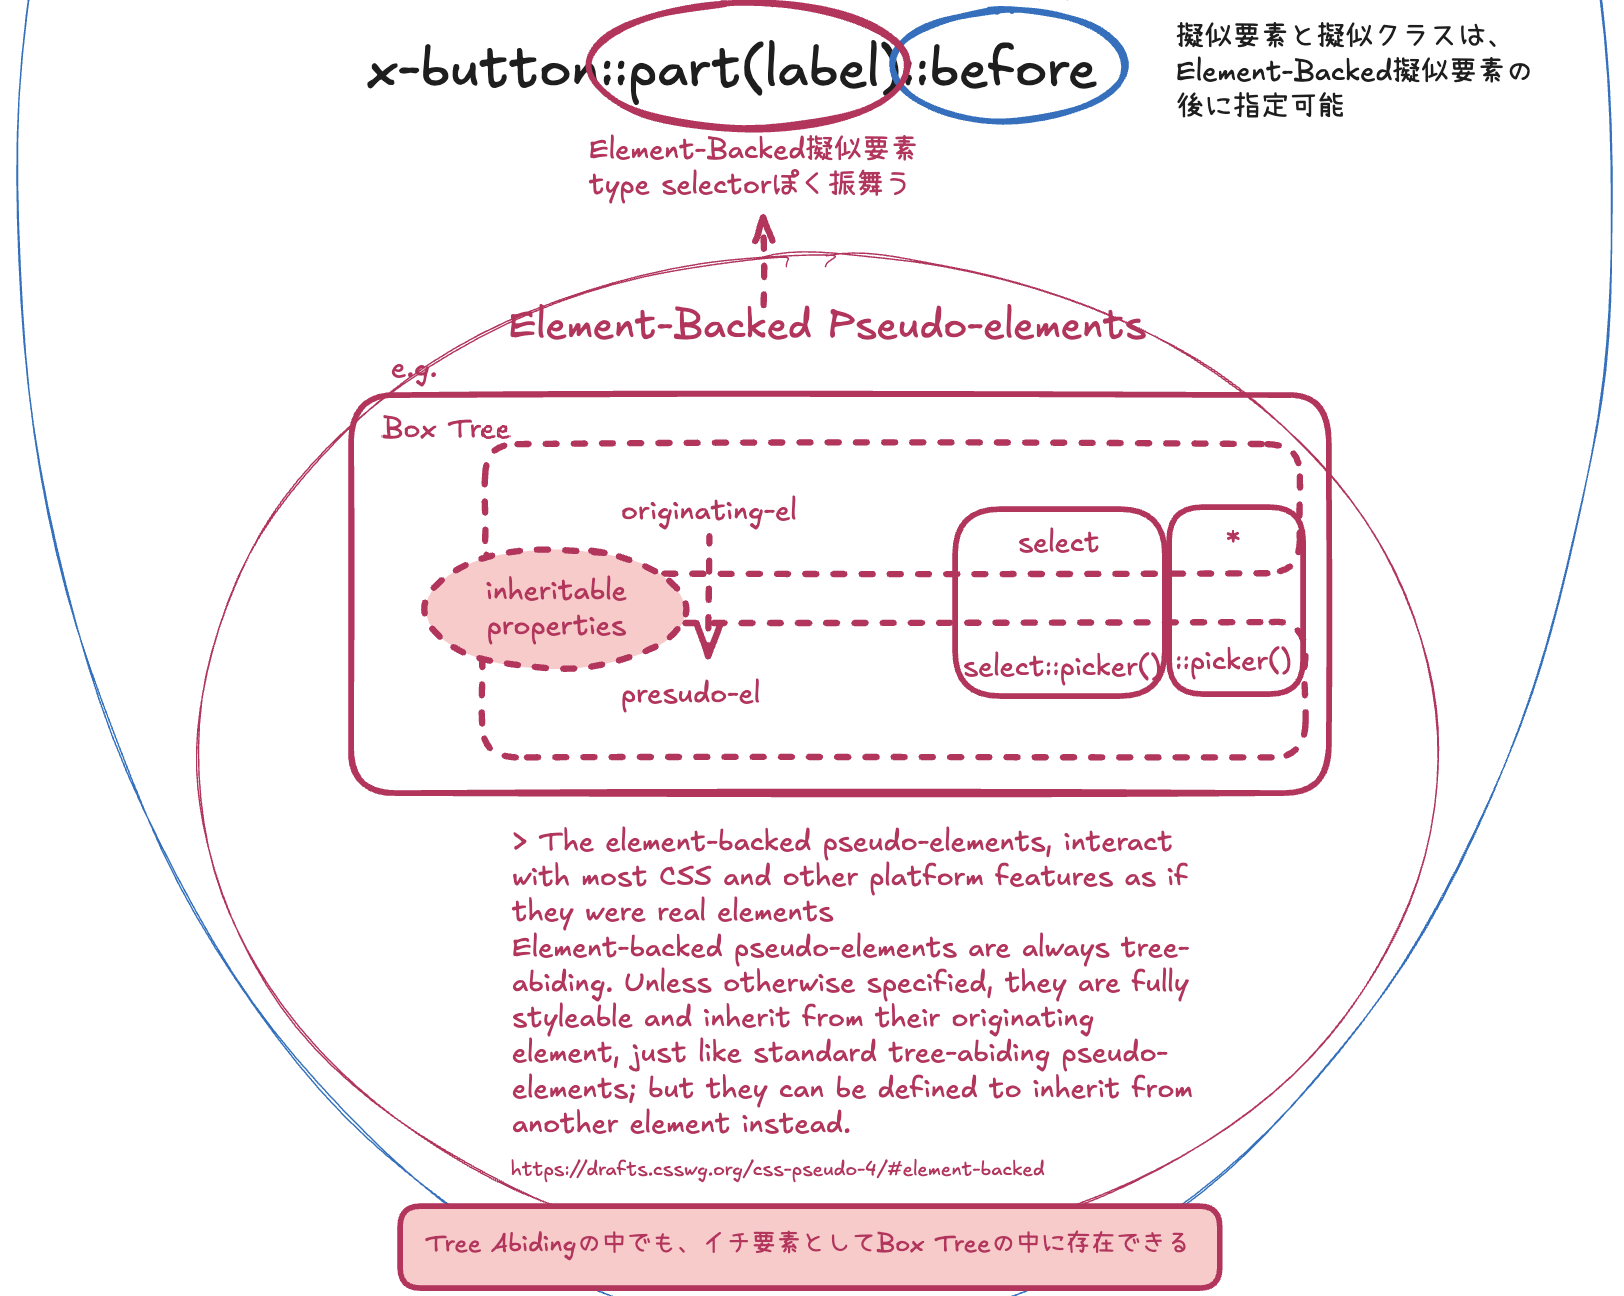 x-button::part(label)::before
擬似要素と擬似クラスは、
Element-Backed擬似要素の
後に指定可能
Element-Backed擬似要素
type selectorぽく振舞う
Element-Backed Pseudo-elements
e.g.
Box Tree
originating-el
select
*
inheritable
properties
select::picker()
::picker()
presudo-el
> The element-backed pseudo-elements, interact
with most CSS and other platform features as if
they were real elements
Element-backed pseudo-elements are always tree-
abiding. Unless otherwise specified, they are fully
styleable and inherit from their originating
element, just like standard tree-abiding pseudo-
elements; but they can be defined to inherit from
another element instead.
https://drafts.csswg.org/css-pseudo-4/#element-backed
Tree Abidingの中でも、イチ要素としてBox Treeの中に存在できる